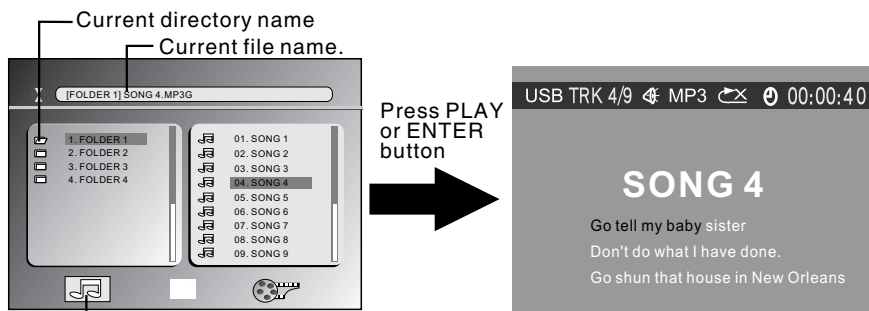 Current directory name
Current file name.
[FOLDER 1] SONG 4.MP3G
1. FOLDER 1
2. FOLDER 2
3. FOLDER 3
4. FOLDER 4
01. SONG 1
02. SONG 2
03. SONG 3
04. SONG 4
05. SONG 5
06. SONG 6
07. SONG 7
08. SONG 8
09. SONG 9
Press PLAY
or ENTER
button
USB TRK 4/9 MP3 00:00:40
SONG 4
Go tell my baby sister
Don't do what I have done.
Go shun that house in New Orleans